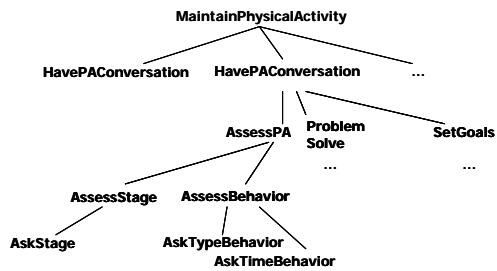 MaintainPhysicalActivity
HavePAConversation HavePAConversation ...
AssessPA Problem Solve SetGoals
... ...
AssessStage AssessBehavior
AskStage AskTypeBehavior
AskTimeBehavior